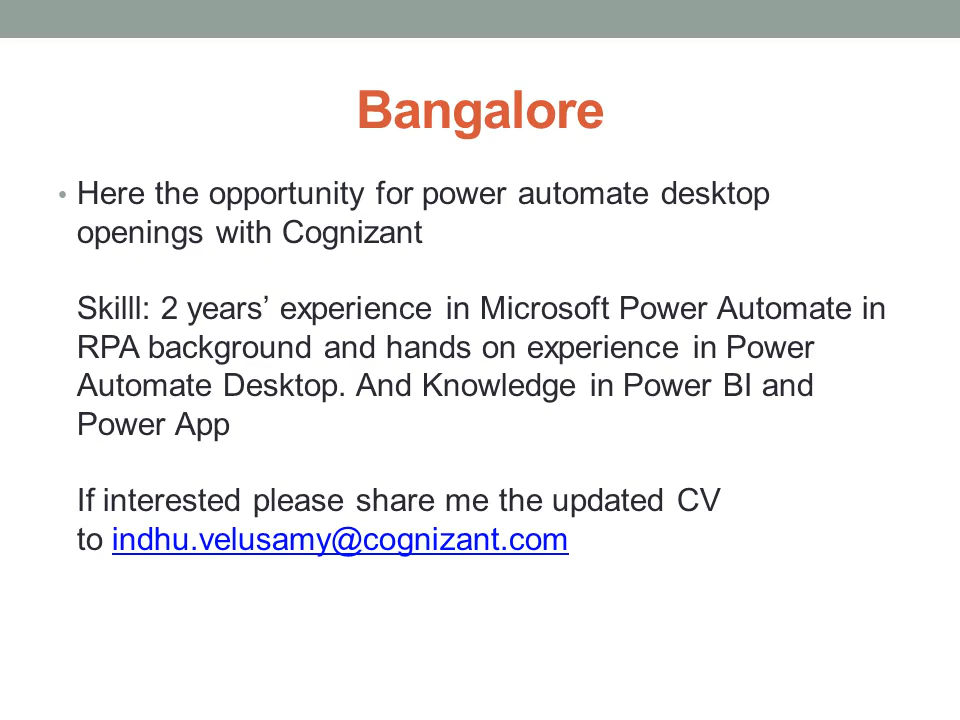 Bangalore
• Here the opportunity for power automate desktop
openings with Cognizant
Skilll: 2 years’ experience in Microsoft Power Automate in
RPA background and hands on experience in Power
Automate Desktop. And Knowledge in Power BI and
Power App
If interested please share me the updated CV
to indhu.velusamy@cognizant.com